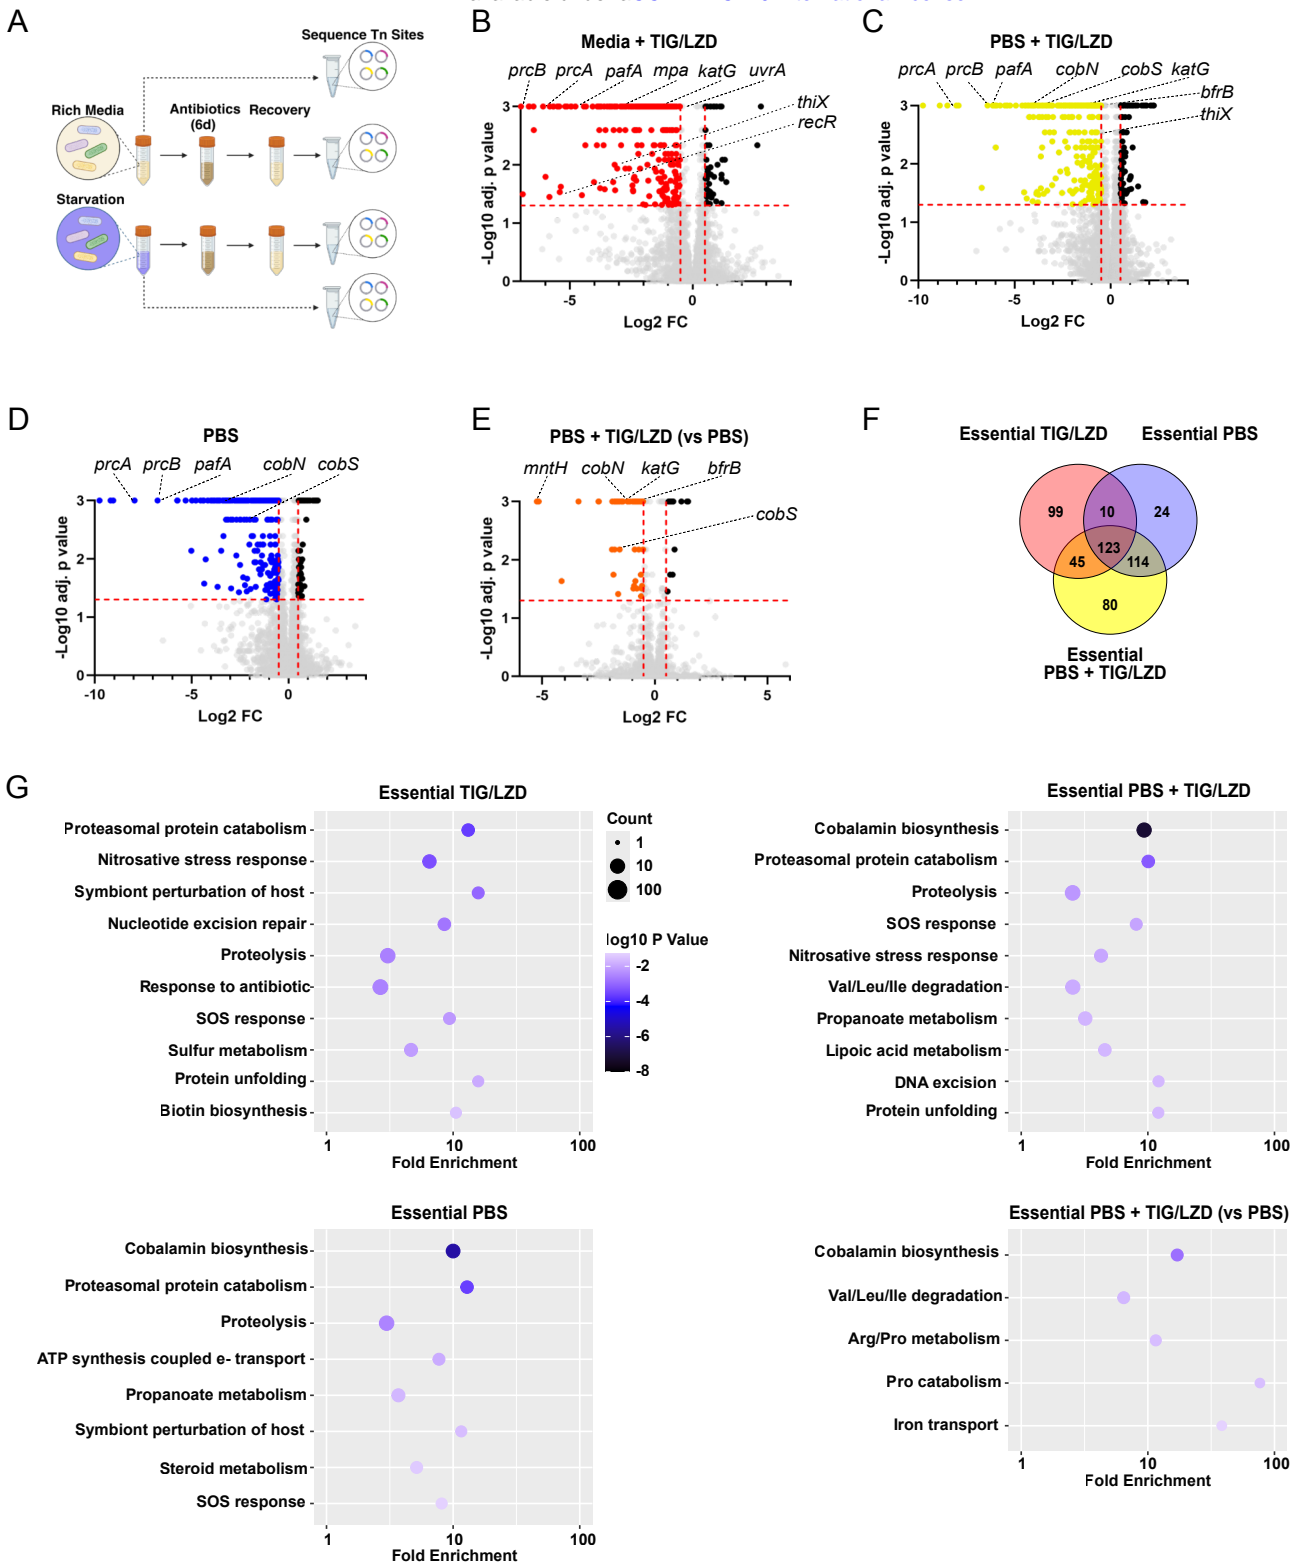 A
Sequence Tn Sites
Rich Media
Antibiotics
(6d)
Recovery
Starvation
B
Media + TIG/LZD
prcB prcA pafA mpa katG uvrA
thiX
recR
3
2
1
0
-Log10 adj. p value
-5 0
Log2 FC
C
PBS + TIG/LZD
prcA prcB pafA cobN cobS katG
bfrB
thiX
3
2
1
0
-Log10 adj. p value
-10 -5 0
Log2 FC
D
PBS
prcA prcB pafA cobN cobS
3
2
1
0
-Log10 adj. p value
-10 -5 0
Log2 FC
E
PBS + TIG/LZD (vs PBS)
mntH cobN katG bfrB
cobS
3
2
1
0
-Log10 adj. p value
-5 0 5
Log2 FC
F
Essential TIG/LZD Essential PBS
99 10 24
123
45 114
80
Essential
PBS + TIG/LZD
G
Essential TIG/LZD
Proteasomal protein catabolism
Nitrosative stress response
Symbiont perturbation of host
Nucleotide excision repair
Proteolysis
Response to antibiotic
SOS response
Sulfur metabolism
Protein unfolding
Biotin biosynthesis
1 10 100
Fold Enrichment
Count
1
10
100
log10 P Value
-2
-4
-6
-8
Essential PBS + TIG/LZD
Cobalamin biosynthesis
Proteasomal protein catabolism
Proteolysis
SOS response
Nitrosative stress response
Val/Leu/Ile degradation
Propanoate metabolism
Lipoic acid metabolism
DNA excision
Protein unfolding
1 10 100
Fold Enrichment
Essential PBS
Cobalamin biosynthesis
Proteasomal protein catabolism
Proteolysis
ATP synthesis coupled e- transport
Propanoate metabolism
Symbiont perturbation of host
Steroid metabolism
SOS response
1 10 100
Fold Enrichment
Essential PBS + TIG/LZD (vs PBS)
Cobalamin biosynthesis
Val/Leu/Ile degradation
Arg/Pro metabolism
Pro catabolism
Iron transport
1 10 100
Fold Enrichment